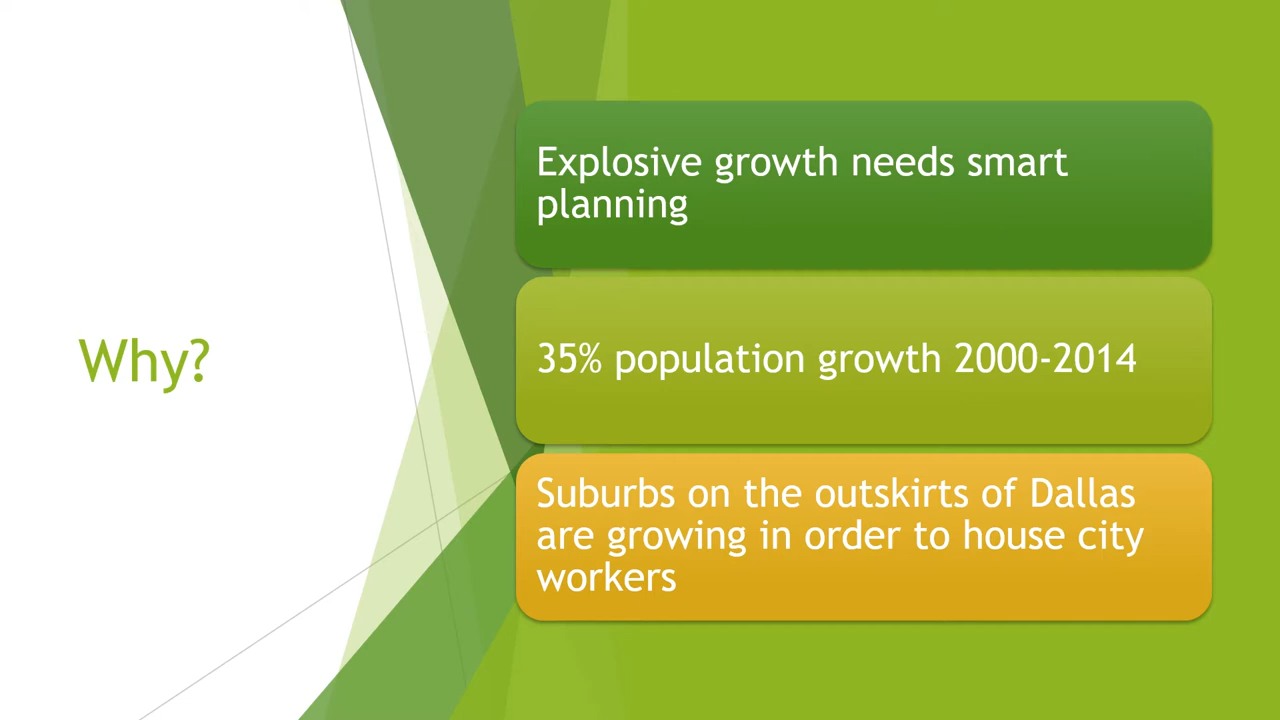 Why?
Explosive growth needs smart
planning
35% population growth 2000-2014
Suburbs on the outskirts of Dallas
are growing in order to house city
workers